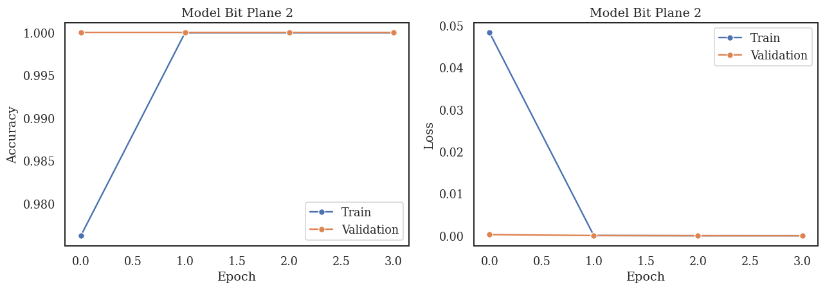 Model Bit Plane 2
Accuracy
1.000
0.995
0.990
0.985
0.980
Train
Validation
0.0 0.5 1.0 1.5 2.0 2.5 3.0
Epoch
Model Bit Plane 2
Loss
0.05
0.04
0.03
0.02
0.01
0.00
Train
Validation
0.0 0.5 1.0 1.5 2.0 2.5 3.0
Epoch